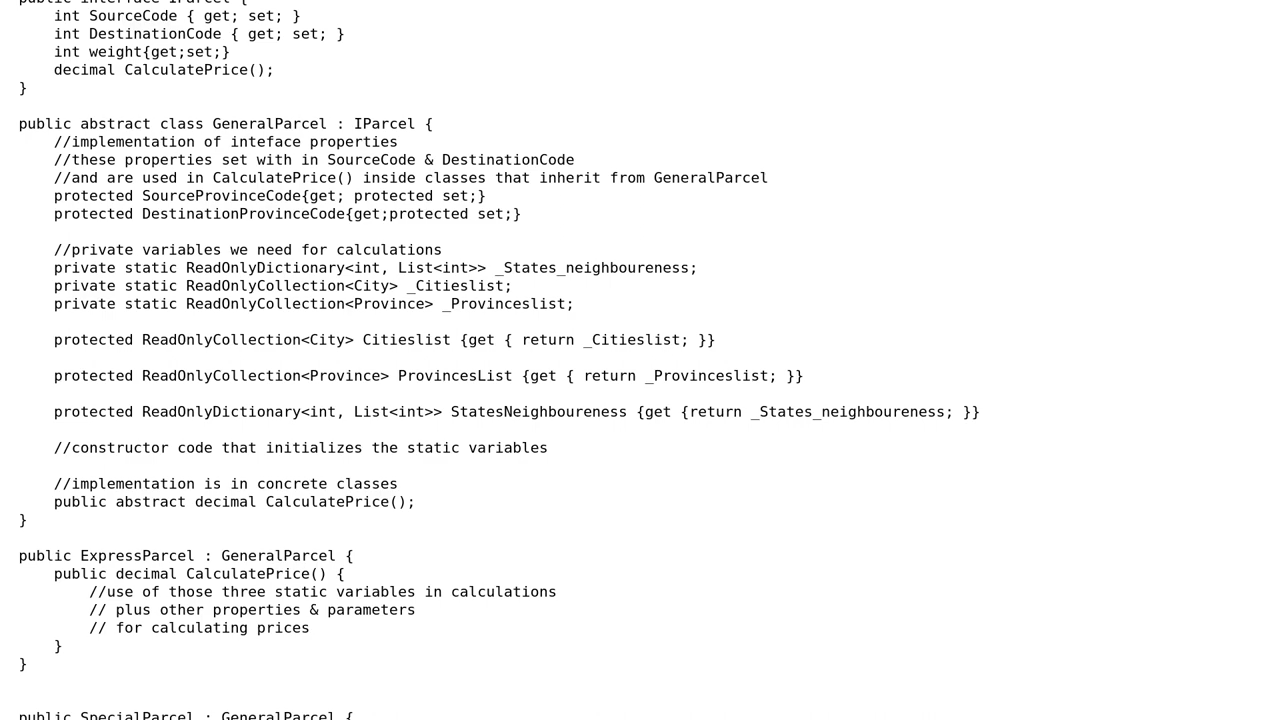 public interface IParcel {
    int SourceCode { get; set; }
    int DestinationCode { get; set; }
    int weight{get;set;}
    decimal CalculatePrice();
}

public abstract class GeneralParcel : IParcel {
    //implementation of inteface properties
    //these properties set with in SourceCode & DestinationCode
    //and are used in CalculatePrice() inside classes that inherit from GeneralParcel
    protected SourceProvinceCode{get; protected set;}
    protected DestinationProvinceCode{get;protected set;}

    //private variables we need for calculations
    private static ReadOnlyDictionary<int, List<int>> _States_neighboureness;
    private static ReadOnlyCollection<City> _Citieslist;
    private static ReadOnlyCollection<Province> _Provinceslist;

    protected ReadOnlyCollection<City> Citieslist {get { return _Citieslist; }}

    protected ReadOnlyCollection<Province> ProvincesList {get { return _Provinceslist; }}

    protected ReadOnlyDictionary<int, List<int>> StatesNeighboureness {get {return _States_neighboureness; }}

    //constructor code that initializes the static variables

    //implementation is in concrete classes
    public abstract decimal CalculatePrice();
}

public ExpressParcel : GeneralParcel {
    public decimal CalculatePrice() {
        //use of those three static variables in calculations
        // plus other properties & parameters
        // for calculating prices
    }
}


public SpecialParcel : GeneralParcel {